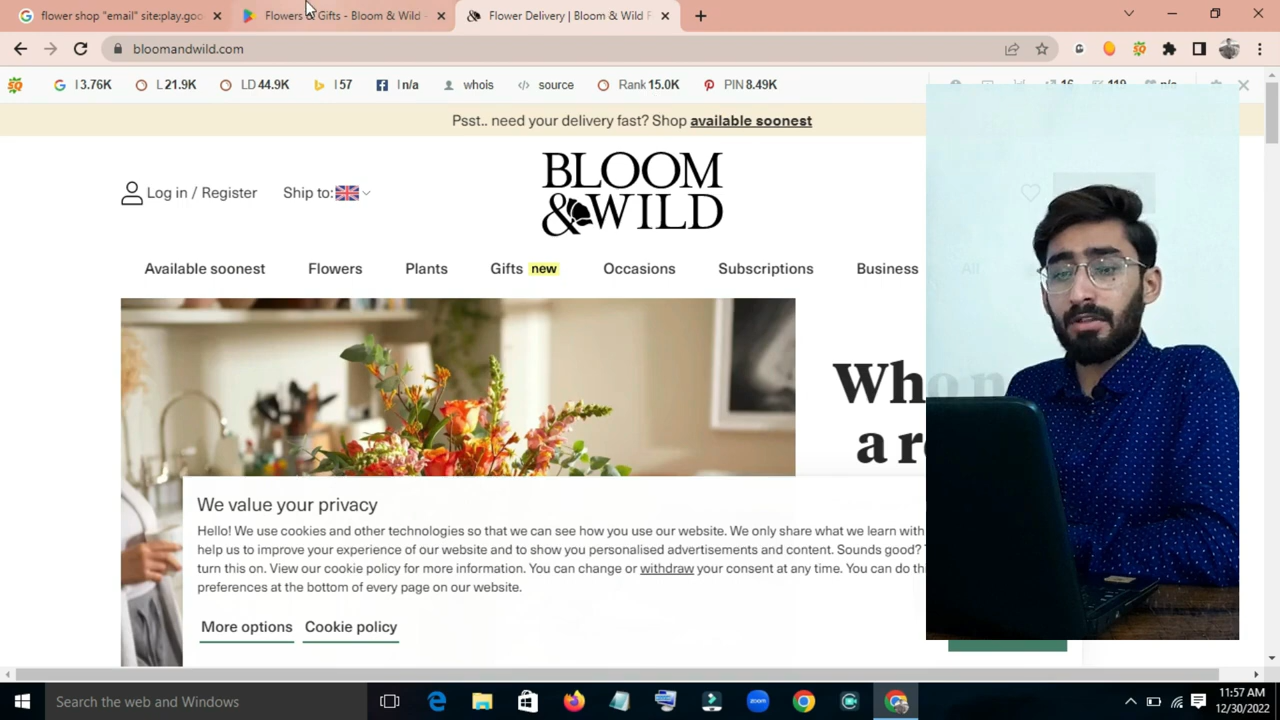 flower shop "email" site:play.goo
Flowers & Gifts - Bloom & Wild -
Flower Delivery | Bloom & Wild F
bloomandwild.com
I 3.76K
L 21.9K
LD 44.9K
I 57
I n/a
whois
source
Rank 15.0K
PIN 8.49K
16
Psst.. need your delivery fast? Shop available soonest
Log in / Register
Ship to:
BLOOM
&WILD
Available soonest
Flowers
Plants
Gifts new
Occasions
Subscriptions
Business
All
When
a r
We value your privacy
Hello! We use cookies and other technologies so that we can see how you use our website. We only share what we learn with
help us to improve your experience of our website and to show you personalised advertisements and content. Sounds good?
turn this on. View our cookie policy for more information. You can change or withdraw your consent at any time. You can do th
preferences at the bottom of every page on our website.
More options
Cookie policy
Search the web and Windows
zoom
11:57 AM
12/30/2022